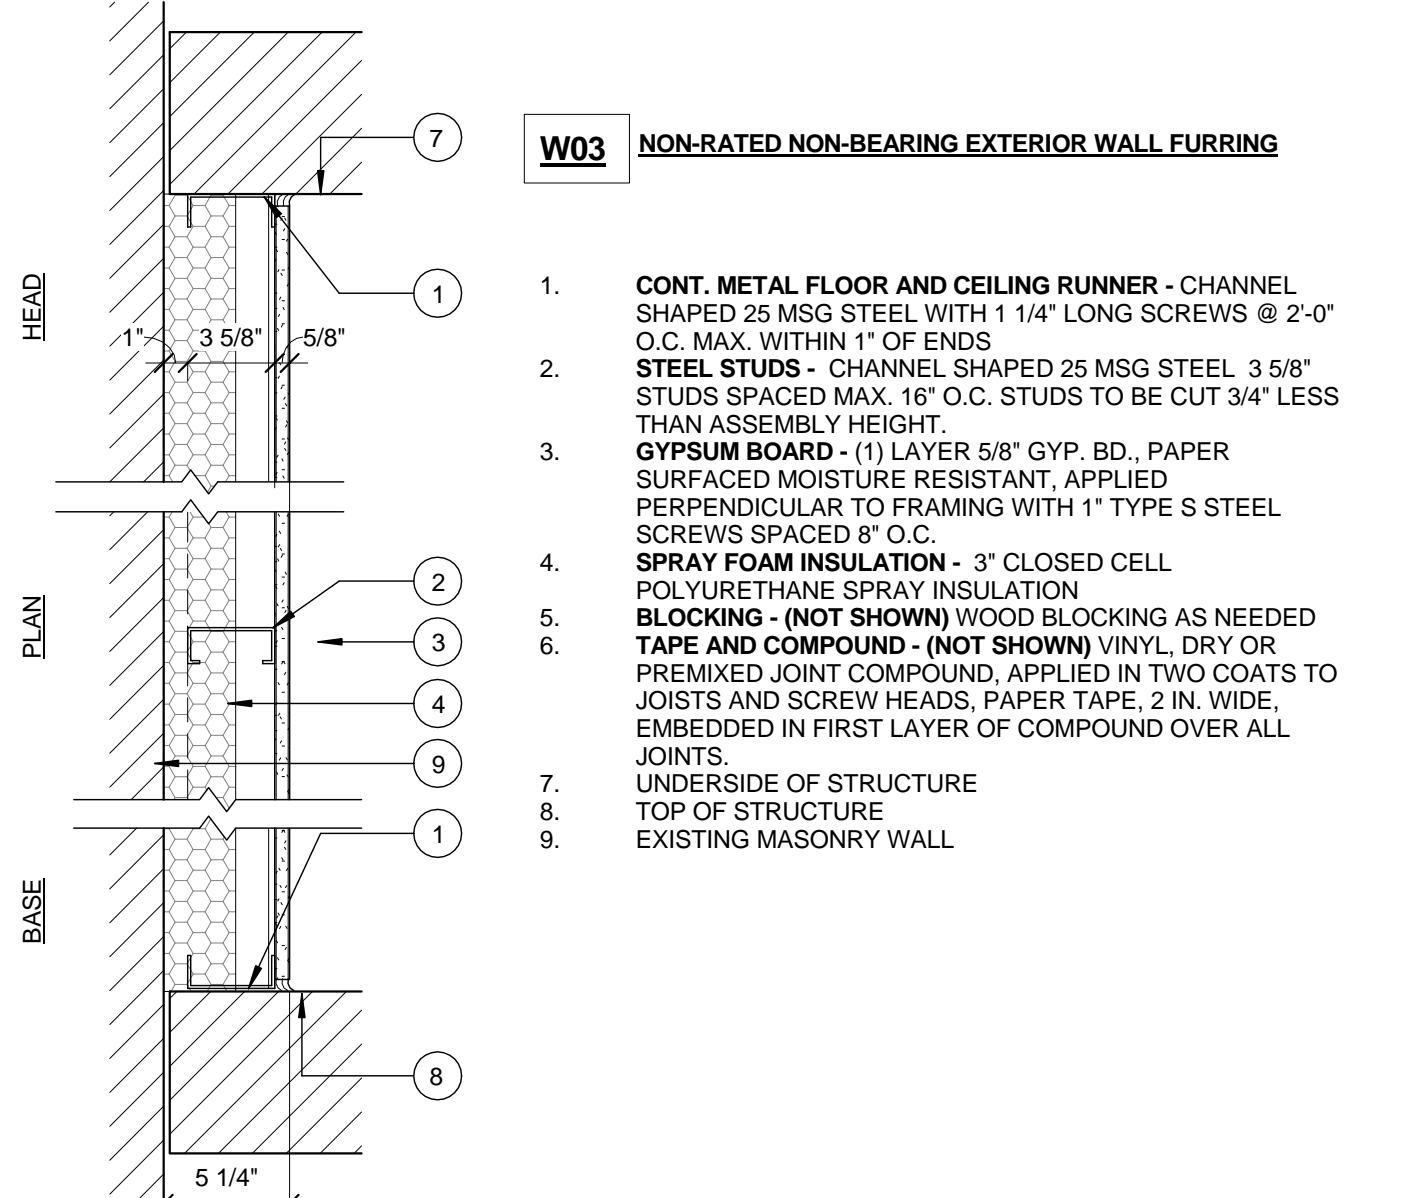 W03
NON-RATED NON-BEARING EXTERIOR WALL FURRING
1. CONT. METAL FLOOR AND CEILING RUNNER - CHANNEL
SHAPED 25 MSG STEEL WITH 1 1/4" LONG SCREWS @ 2'-0"
O.C. MAX. WITHIN 1" OF ENDS
2. STEEL STUDS - CHANNEL SHAPED 25 MSG STEEL 3 5/8"
STUDS SPACED MAX. 16" O.C. STUDS TO BE CUT 3/4" LESS
THAN ASSEMBLY HEIGHT.
3. GYPSUM BOARD - (1) LAYER 5/8" GYP. BD., PAPER
SURFACED MOISTURE RESISTANT, APPLIED
PERPENDICULAR TO FRAMING WITH 1" TYPE S STEEL
SCREWS SPACED 8" O.C.
4. SPRAY FOAM INSULATION - 3" CLOSED CELL
POLYURETHANE SPRAY INSULATION
5. BLOCKING - (NOT SHOWN) WOOD BLOCKING AS NEEDED
6. TAPE AND COMPOUND - (NOT SHOWN) VINYL, DRY OR
PREMIXED JOINT COMPOUND, APPLIED IN TWO COATS TO
JOISTS AND SCREW HEADS, PAPER TAPE, 2 IN. WIDE,
EMBEDDED IN FIRST LAYER OF COMPOUND OVER ALL
JOINTS.
7. UNDERSIDE OF STRUCTURE
8. TOP OF STRUCTURE
9. EXISTING MASONRY WALL
HEAD
PLAN
BASE
7
1
1" 3 5/8" 5/8"
2
3
4
9
1
8
5 1/4"